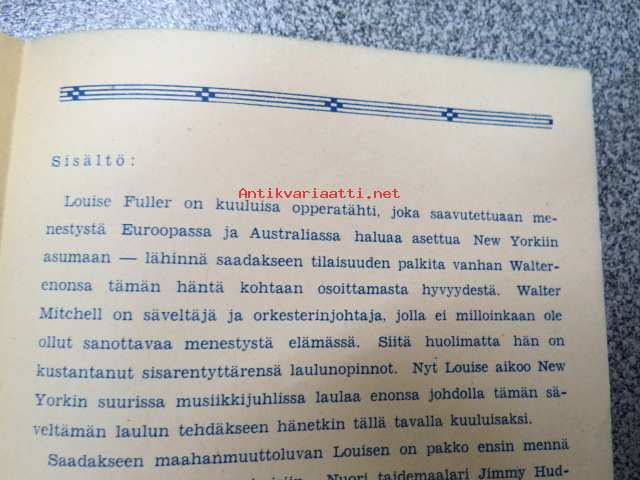 Sisältö:
Antikvariaatti.net
Louise Fuller on kuuluisa opperatähti, joka saavutettuaan me-
nestystä Euroopassa ja Australiassa haluaa asettua New Yorkiin
asumaan — lähinnä saadakseen tilaisuuden palkita vanhan Walter-
enonsa tämän häntä kohtaan osoittamasta hyvyydestä. Walter
Mitchell on säveltäjä ja orkesterinjohtaja, jolla ei milloinkaan ole
ollut sanottavaa menestystä elämässä. Siitä huolimatta hän on
kustantanut sisarentyttärensä laulunopinnot. Nyt Louise aikoo New
Yorkin suurissa musiikkijuhlissa laulaa enonsa johdolla tämän sä-
veltämän laulun tehdäkseen hänetkin tällä tavalla kuuluisaksi.
Saadakseen maahanmuuttoluvan Louisen on pakko ensin mennä
Nuori taidemaalari Jimmy Hud-